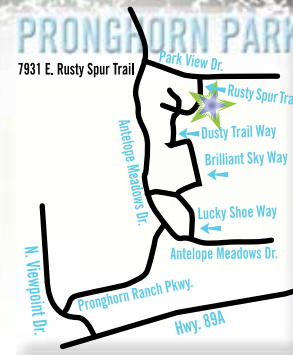 PRONGHORN PARK
7931 E. Rusty Spur Trail
Park View Dr.
Rusty Spur Tra
Dusty Trail Way
Antelope Meadows Dr.
Brilliant Sky Way
Lucky Shoe Way
Antelope Meadows Dr.
N. Viewpoint Dr.
Pronghorn Ranch Pkwy.
Hwy. 89A